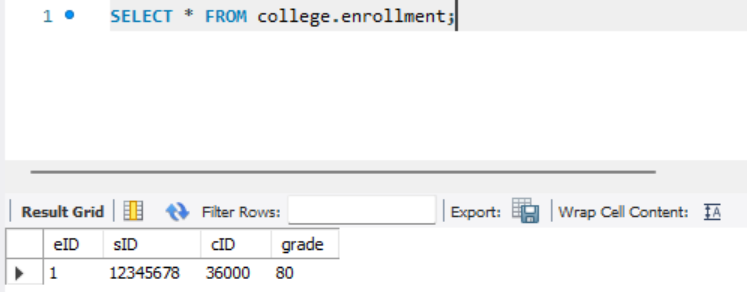 1 SELECT * FROM college.enrollment;
Result Grid Filter Rows: Export: Wrap Cell Content: IA
eID sID cID grade
1 12345678 36000 80